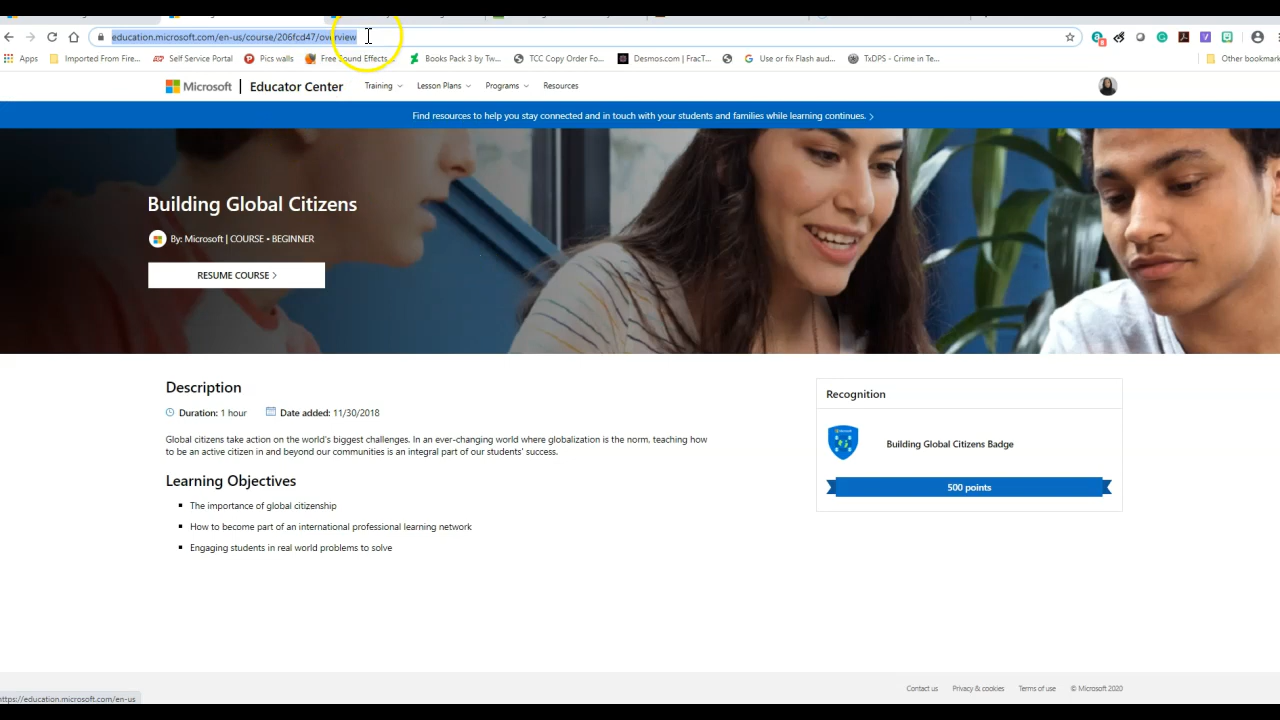 education.microsoft.com/en-us/course/206fcd47/overview
Apps Imported From Fire... Self Service Portal Pics walls Free Sound Effects... Books Pack 3 by Tw... TCC Copy Order Fo... Desmos.com | FracT... Use or fix Flash aud... TxDPS - Crime in Te... Other bookmark
Microsoft | Educator Center Training Lesson Plans Programs Resources
Find resources to help you stay connected and in touch with your students and families while learning continues.
Building Global Citizens
By: Microsoft | COURSE • BEGINNER
RESUME COURSE
Description
Duration: 1 hour Date added: 11/30/2018
Global citizens take action on the world's biggest challenges. In an ever-changing world where globalization is the norm, teaching how
to be an active citizen in and beyond our communities is an integral part of our students' success.
Learning Objectives
The importance of global citizenship
How to become part of an international professional learning network
Engaging students in real world problems to solve
Recognition
Building Global Citizens Badge
500 points
Contact us Privacy & cookies Terms of use © Microsoft 2020
https://education.microsoft.com/en-us